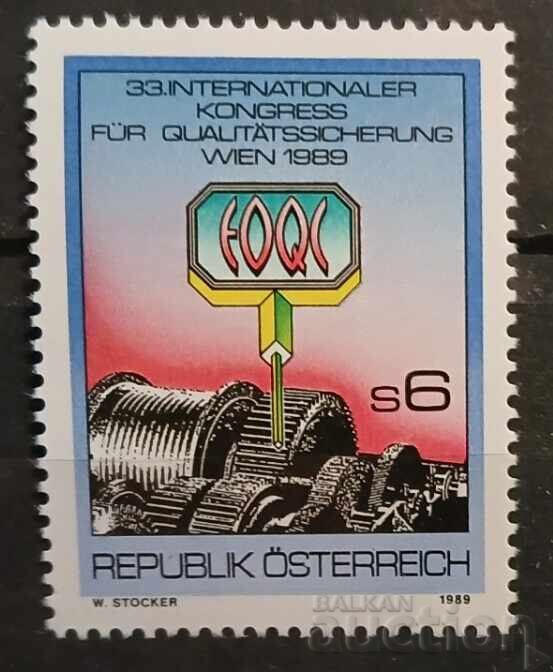 33.INTERNATIONALER
KONGRESS
FÜR QUALITÄTSSICHERUNG
WIEN 1989
EOQC
s6
REPUBLIK ÖSTERREICH
W. STOCKER 1989
BALKAN
auction